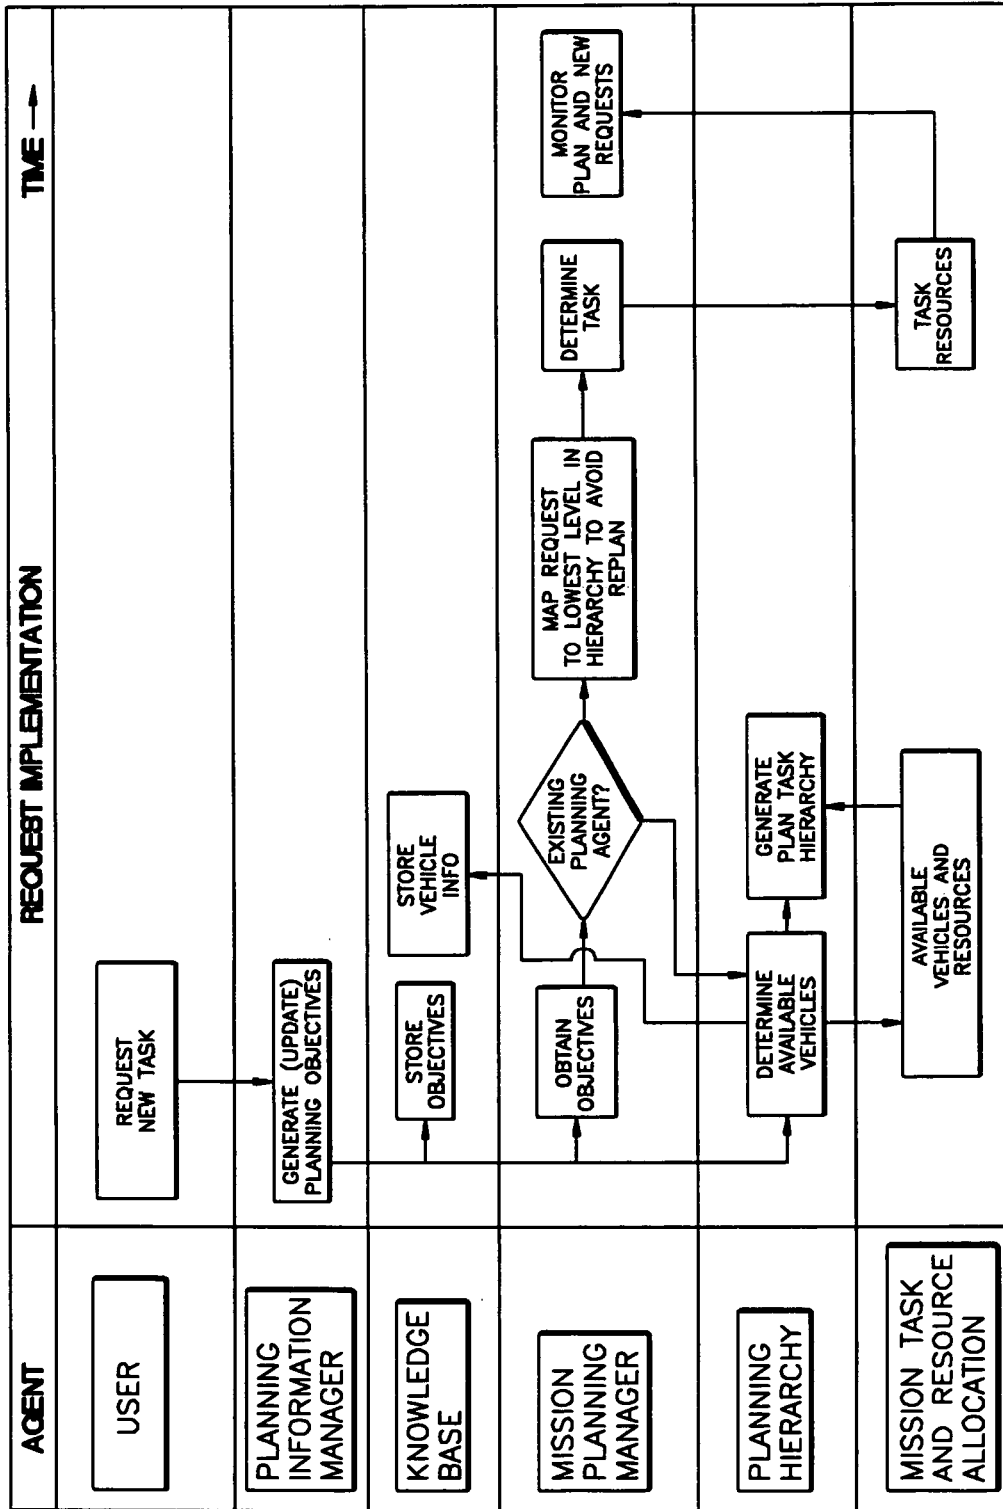 AGENT
REQUEST IMPLEMENTATION
TIME
USER
REQUEST
NEW TASK
PLANNING
INFORMATION
MANAGER
GENERATE (UPDATE)
PLANNING OBJECTIVES
KNOWLEDGE
BASE
STORE
OBJECTIVES
STORE
VEHICLE
INFO
MISSION
PLANNING
MANAGER
OBTAIN
OBJECTIVES
EXISTING
PLANNING
AGENT?
MAP REQUEST
TO LOWEST LEVEL IN
HIERARCHY TO AVOID
REPLAN
DETERMINE
TASK
MONITOR
PLAN AND NEW
REQUESTS
PLANNING
HIERARCHY
DETERMINE
AVAILABLE
VEHICLES
GENERATE
PLAN TASK
HIERARCHY
MISSION TASK
AND RESOURCE
ALLOCATION
AVAILABLE
VEHICLES AND
RESOURCES
TASK
RESOURCES